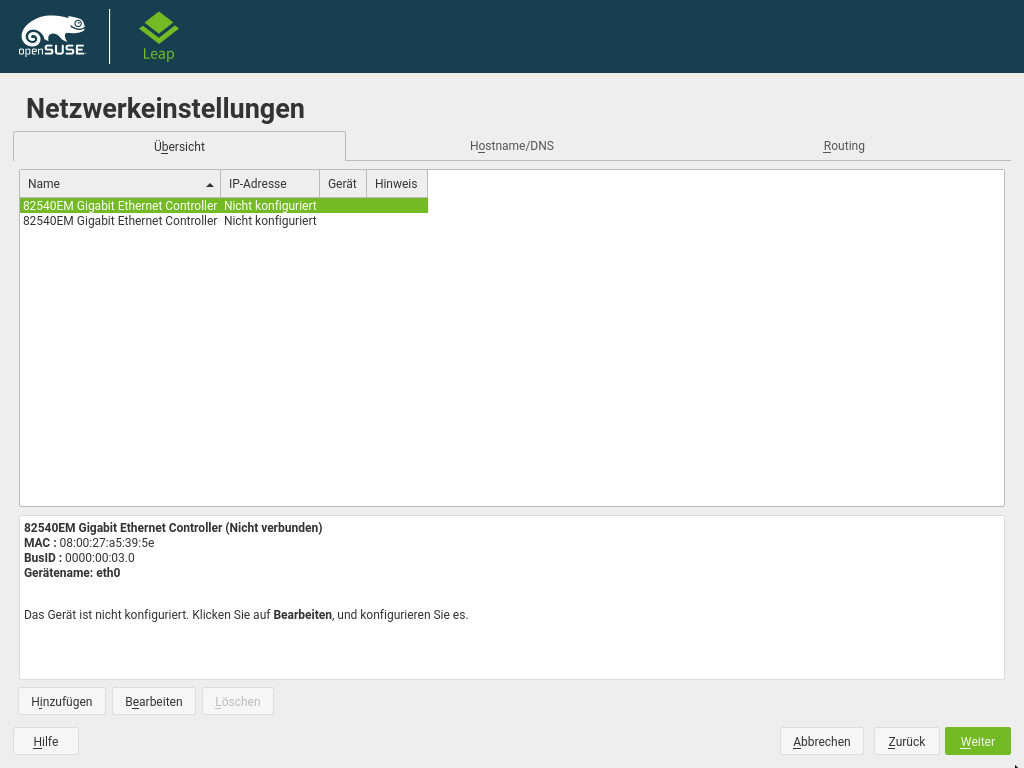 openSUSE
Leap
Netzwerkeinstellungen
Übersicht Hostname/DNS Routing
Name IP-Adresse Gerät Hinweis
82540EM Gigabit Ethernet Controller Nicht konfiguriert
82540EM Gigabit Ethernet Controller Nicht konfiguriert
82540EM Gigabit Ethernet Controller (Nicht verbunden)
MAC : 08:00:27:a5:39:5e
BusID : 0000:00:03.0
Gerätename: eth0
Das Gerät ist nicht konfiguriert. Klicken Sie auf Bearbeiten, und konfigurieren Sie es.
Hinzufügen Bearbeiten Löschen
Hilfe Abbrechen Zurück Weiter